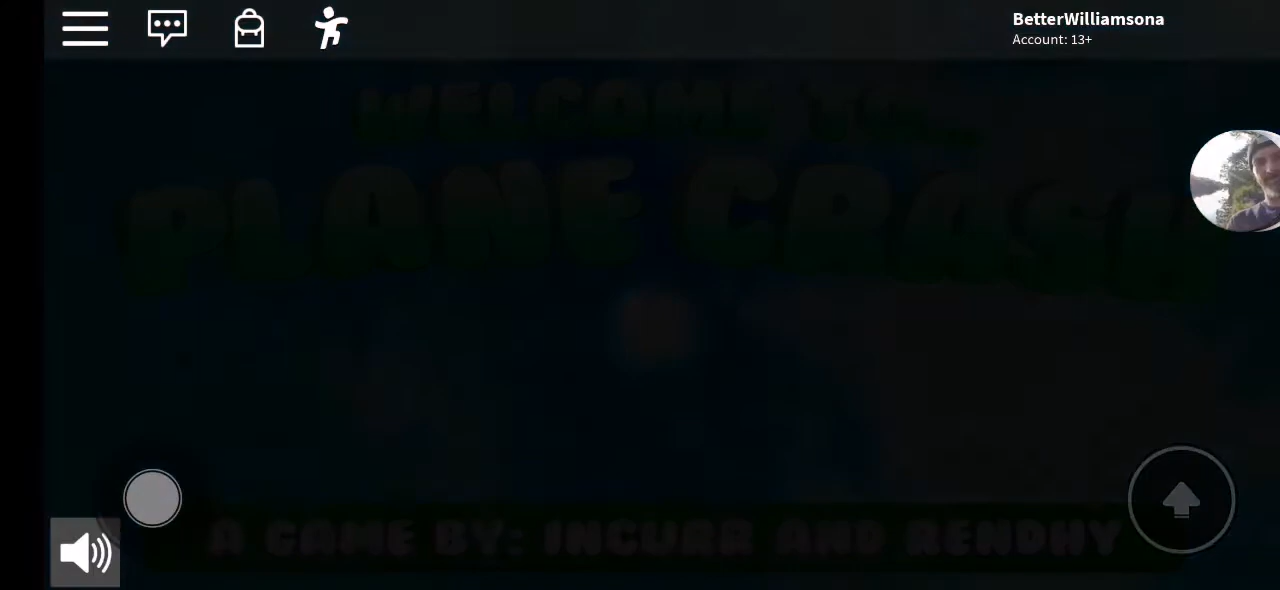 BetterWilliamsona
Account: 13+
WELCOME TO...
PLANE CRASH
A GAME BY: INCURR AND RENDHY